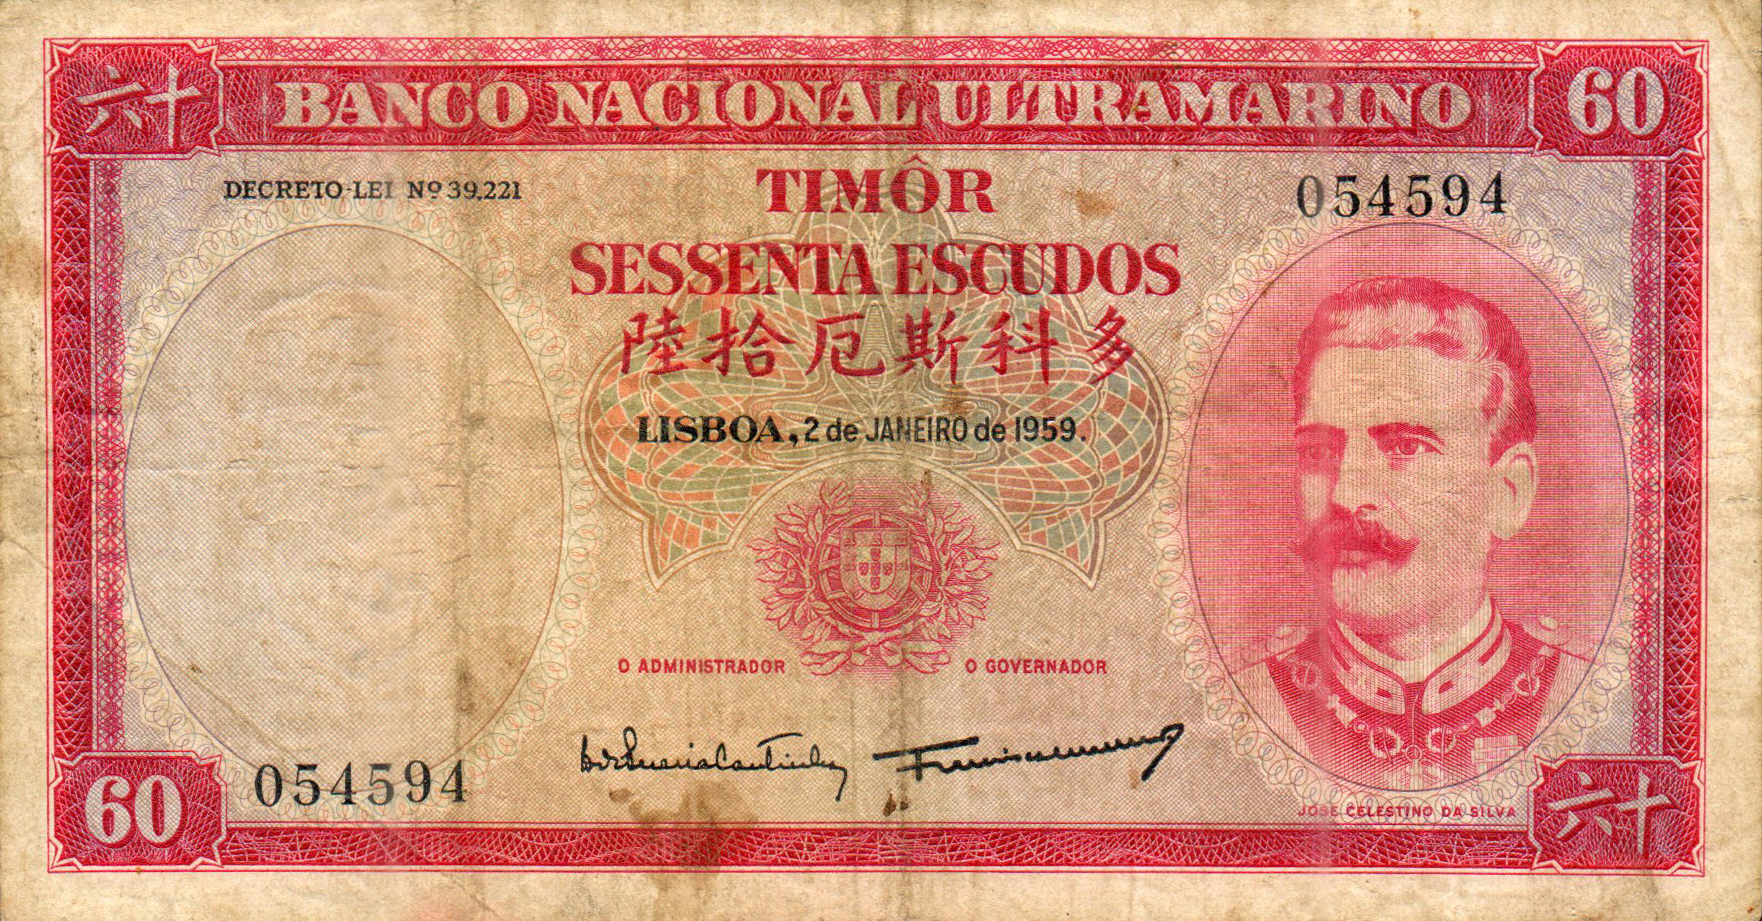 六十 BANCO NACIONAL ULTRAMARINO 60
DECRETO-LEI Nº 39,221
TIMÔR
054594
SESSENTA ESCUDOS
陸拾厄斯科多
LISBOA, 2 de JANEIRO de 1959.
O ADMINISTRADOR
O GOVERNADOR
054594
JOSE CELESTINO DA SILVA
60
六十